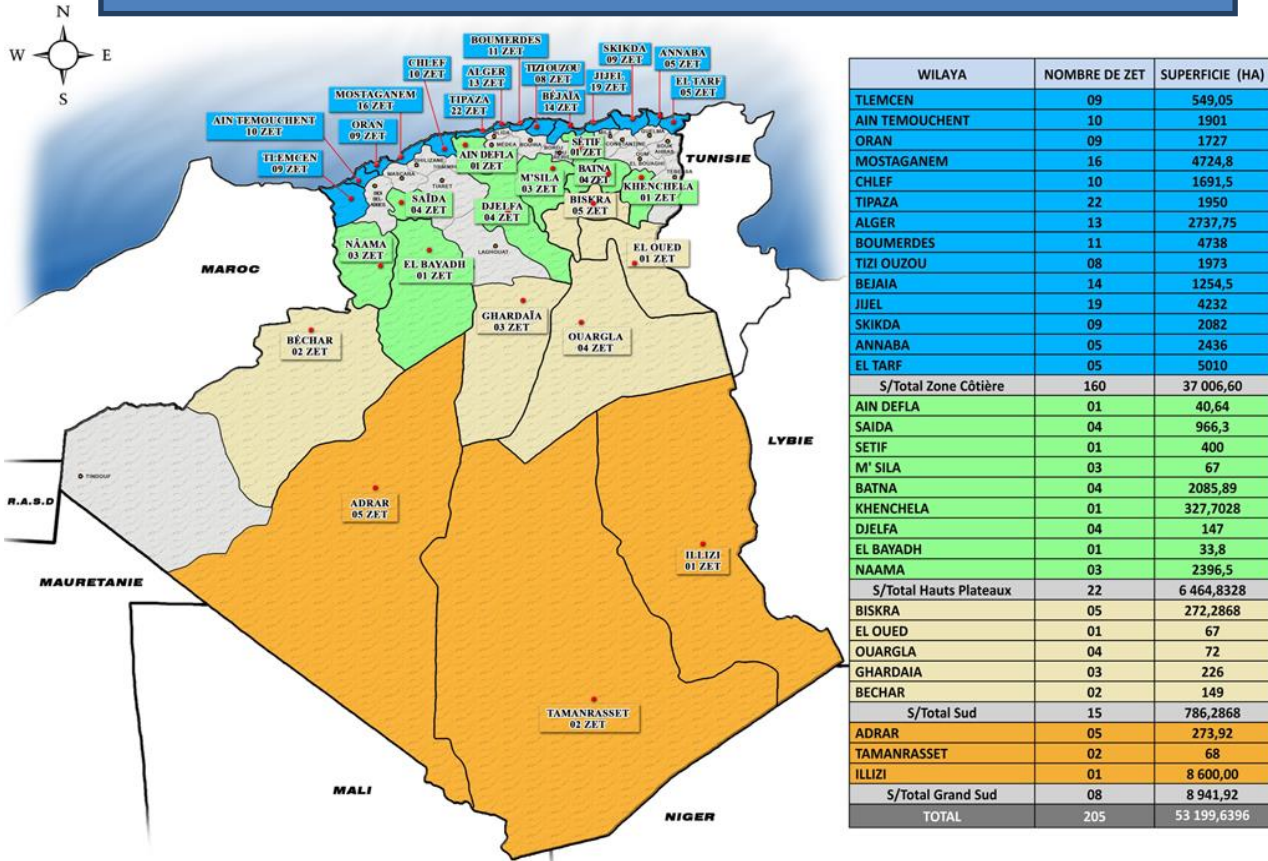 N
W E
S
BOUMERDES
11 ZET
SKIKDA
09 ZET
ANNABA
05 ZET
CHLEF
10 ZET
ALGER
13 ZET
TIZI OUZOU
08 ZET
JIJEL
19 ZET
EL TARF
05 ZET
MOSTAGANEM
16 ZET
TIPAZA
22 ZET
BÉJAÏA
14 ZET
AIN TEMOUCHENT
10 ZET
ORAN
09 ZET
TLEMCEN
09 ZET
AIN DEFLA
01 ZET
SETIF
01 ZET
M'SILA
03 ZET
BATNA
04 ZET
KHENCHELA
01 ZET
SAÏDA
04 ZET
DJELFA
04 ZET
BISKRA
05 ZET
NÂAMA
03 ZET
EL BAYADH
01 ZET
EL OUED
01 ZET
GHARDAÏA
03 ZET
OUARGLA
04 ZET
BÉCHAR
02 ZET
ADRAR
05 ZET
ILLIZI
01 ZET
TAMANRASSET
02 ZET
MEDEA
BOUIRA
CONSTANTINE
GUELMA
MASCARA
TIARET
LAGHOUAT
TINDOUF
TUNISIE
MAROC
LYBIE
R.A.S.D
MAURETANIE
MALI
NIGER
WILAYA NOMBRE DE ZET SUPERFICIE (HA)
TLEMCEN 09 549,05
AIN TEMOUCHENT 10 1901
ORAN 09 1727
MOSTAGANEM 16 4724,8
CHLEF 10 1691,5
TIPAZA 22 1950
ALGER 13 2737,75
BOUMERDES 11 4738
TIZI OUZOU 08 1973
BEJAIA 14 1254,5
JIJEL 19 4232
SKIKDA 09 2082
ANNABA 05 2436
EL TARF 05 5010
S/Total Zone Côtière 160 37 006,60
AIN DEFLA 01 40,64
SAIDA 04 966,3
SETIF 01 400
M' SILA 03 67
BATNA 04 2085,89
KHENCHELA 01 327,7028
DJELFA 04 147
EL BAYADH 01 33,8
NAAMA 03 2396,5
S/Total Hauts Plateaux 22 6 464,8328
BISKRA 05 272,2868
EL OUED 01 67
OUARGLA 04 72
GHARDAIA 03 226
BECHAR 02 149
S/Total Sud 15 786,2868
ADRAR 05 273,92
TAMANRASSET 02 68
ILLIZI 01 8 600,00
S/Total Grand Sud 08 8 941,92
TOTAL 205 53 199,6396